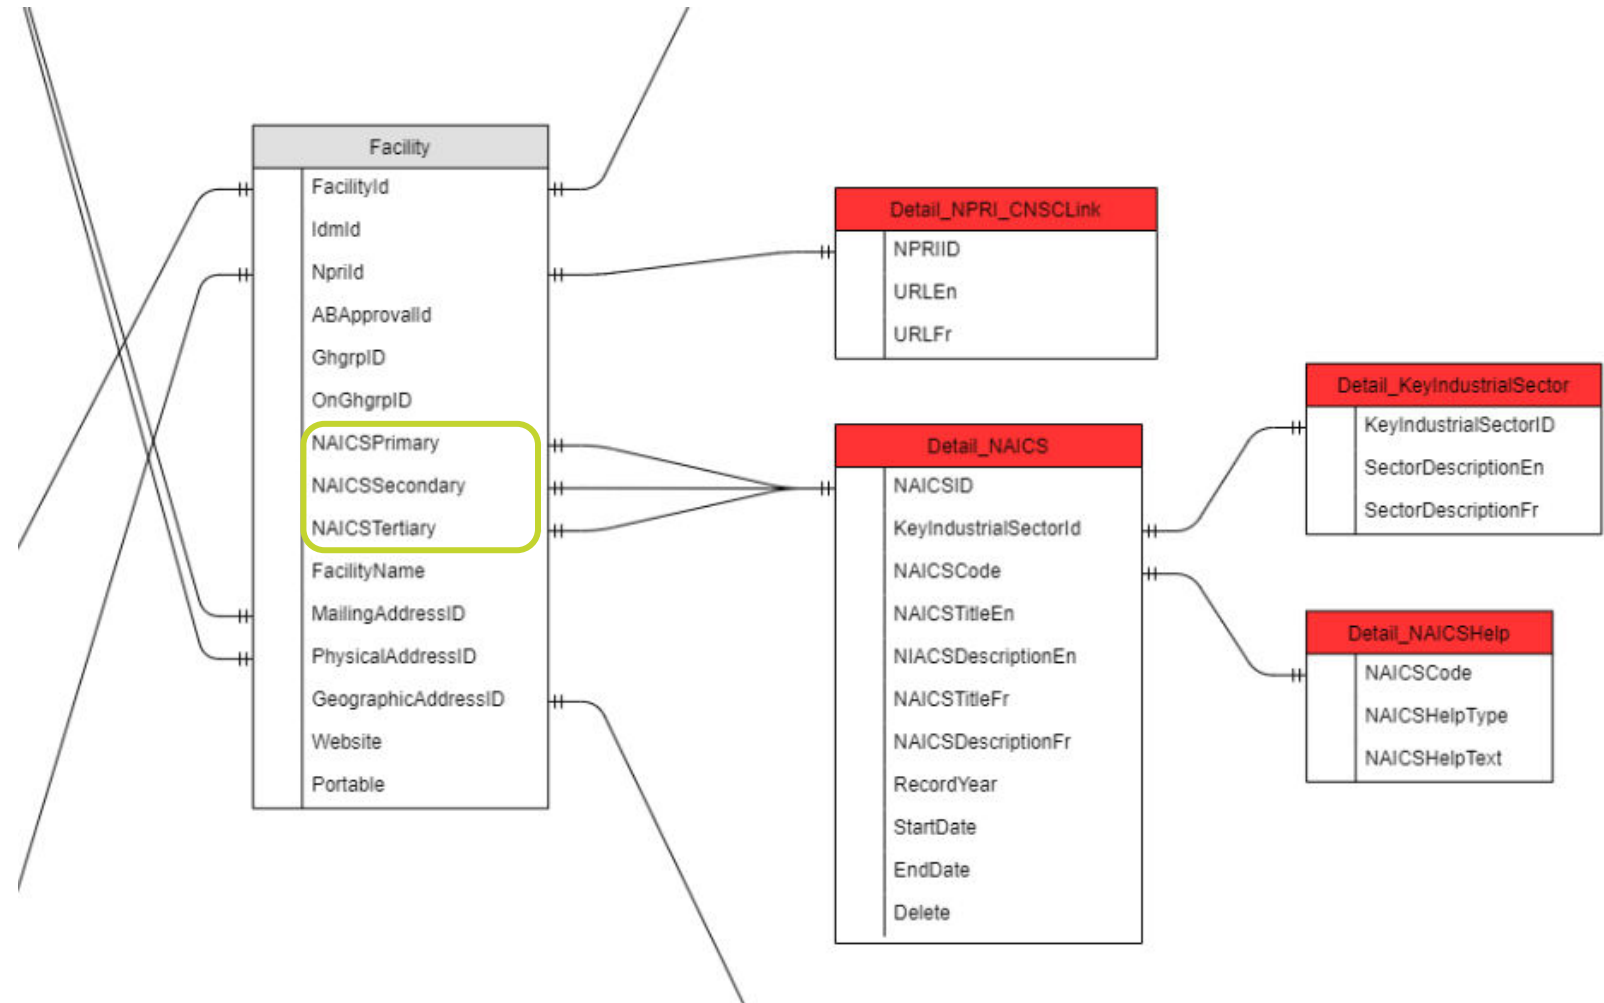 Facility
FacilityId
IdmId
NpriId
ABApprovalId
GhgrpID
OnGhgrpID
NAICSPrimary
NAICSSecondary
NAICSTertiary
FacilityName
MailingAddressID
PhysicalAddressID
GeographicAddressID
Website
Portable
Detail_NPRI_CNSCLink
NPRIID
URLEn
URLFr
Detail_NAICS
NAICSID
KeyIndustrialSectorId
NAICSCode
NAICSTitleEn
NIACSDescriptionEn
NAICSTitleFr
NAICSDescriptionFr
RecordYear
StartDate
EndDate
Delete
Detail_KeyIndustrialSector
KeyIndustrialSectorID
SectorDescriptionEn
SectorDescriptionFr
Detail_NAICSHelp
NAICSCode
NAICSHelpType
NAICSHelpText